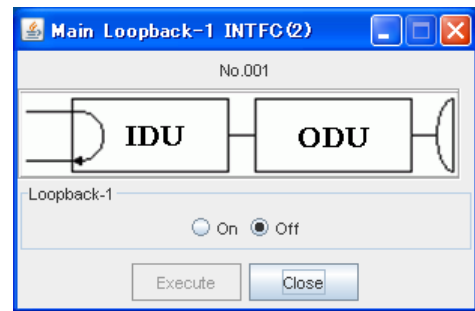 Main Loopback-1 INTFC(2)
No.001
IDU ODU
Loopback-1
On Off
Execute Close